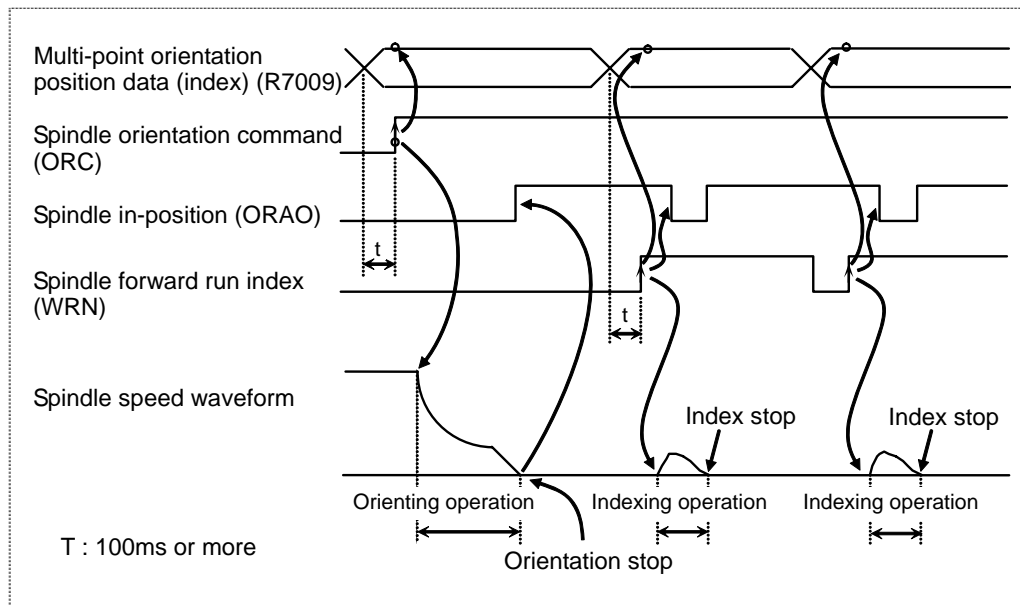 Multi-point orientation
position data (index) (R7009)
Spindle orientation command
(ORC)
Spindle in-position (ORAO)
t
Spindle forward run index
(WRN)
t
Spindle speed waveform
Index stop
Index stop
Orienting operation
Indexing operation
Indexing operation
T : 100ms or more
Orientation stop